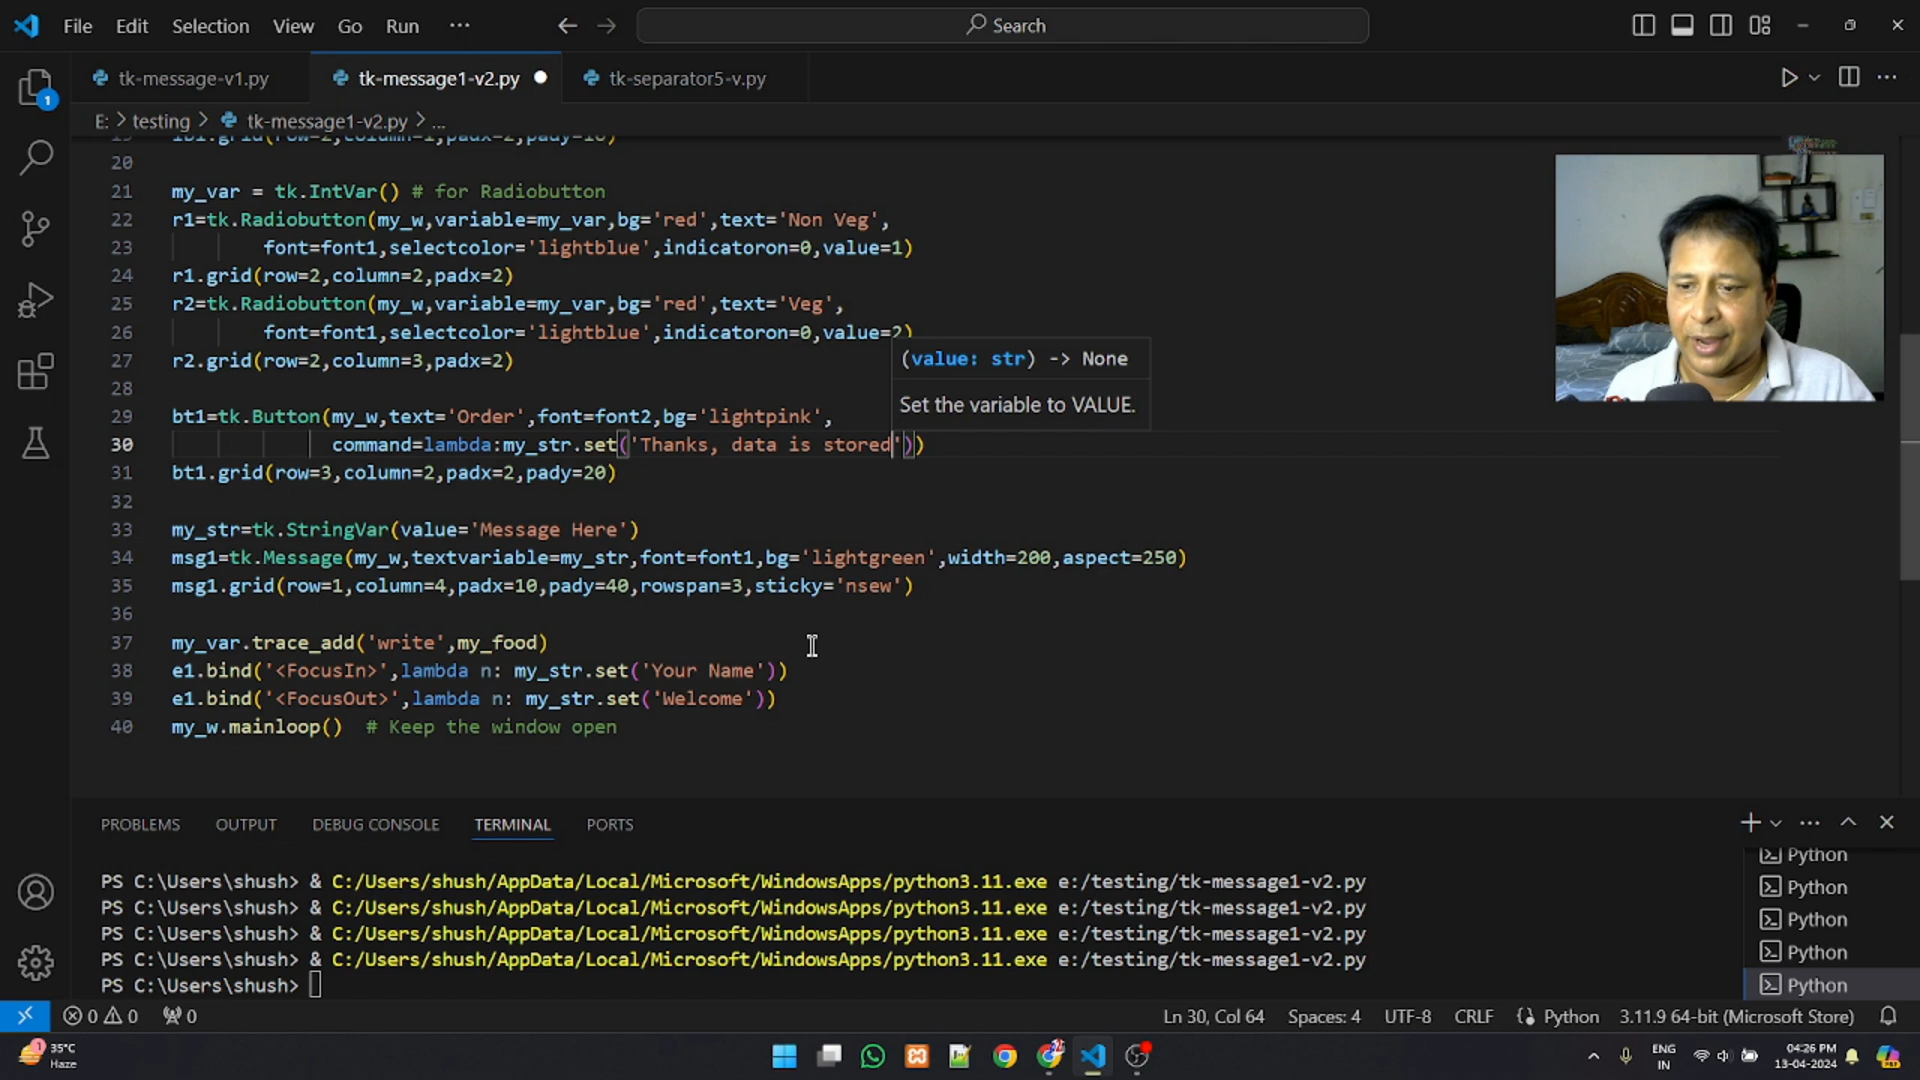 File Edit Selection View Go Run ··· Search
tk-message-v1.py tk-message1-v2.py tk-separator5-v.py
1
E: > testing > tk-message1-v2.py > ...
20
21 my_var = tk.IntVar() # for Radiobutton
22 r1=tk.Radiobutton(my_w,variable=my_var,bg='red',text='Non Veg',
23 font=font1,selectcolor='lightblue',indicatoron=0,value=1)
24 r1.grid(row=2,column=2,padx=2)
25 r2=tk.Radiobutton(my_w,variable=my_var,bg='red',text='Veg',
26 font=font1,selectcolor='lightblue',indicatoron=0,value=2)
27 r2.grid(row=2,column=3,padx=2)
(value: str) -> None
28
Set the variable to VALUE.
29 bt1=tk.Button(my_w,text='Order',font=font2,bg='lightpink',
30 command=lambda:my_str.set('Thanks, data is stored'))
31 bt1.grid(row=3,column=2,padx=2,pady=20)
32
33 my_str=tk.StringVar(value='Message Here')
34 msg1=tk.Message(my_w,textvariable=my_str,font=font1,bg='lightgreen',width=200,aspect=250)
35 msg1.grid(row=1,column=4,padx=10,pady=40,rowspan=3,sticky='nsew')
36
37 my_var.trace_add('write',my_food)
38 e1.bind('<FocusIn>',lambda n: my_str.set('Your Name'))
39 e1.bind('<FocusOut>',lambda n: my_str.set('Welcome'))
40 my_w.mainloop() # Keep the window open
PROBLEMS OUTPUT DEBUG CONSOLE TERMINAL PORTS
PS C:\Users\shush> & C:/Users/shush/AppData/Local/Microsoft/WindowsApps/python3.11.exe e:/testing/tk-message1-v2.py
PS C:\Users\shush> & C:/Users/shush/AppData/Local/Microsoft/WindowsApps/python3.11.exe e:/testing/tk-message1-v2.py
PS C:\Users\shush> & C:/Users/shush/AppData/Local/Microsoft/WindowsApps/python3.11.exe e:/testing/tk-message1-v2.py
PS C:\Users\shush> & C:/Users/shush/AppData/Local/Microsoft/WindowsApps/python3.11.exe e:/testing/tk-message1-v2.py
PS C:\Users\shush>
Python
Python
Python
Python
Python
0 0 0 Ln 30, Col 64 Spaces: 4 UTF-8 CRLF Python 3.11.9 64-bit (Microsoft Store)
35°C
Haze
ENG
IN
04:26 PM
13-04-2024